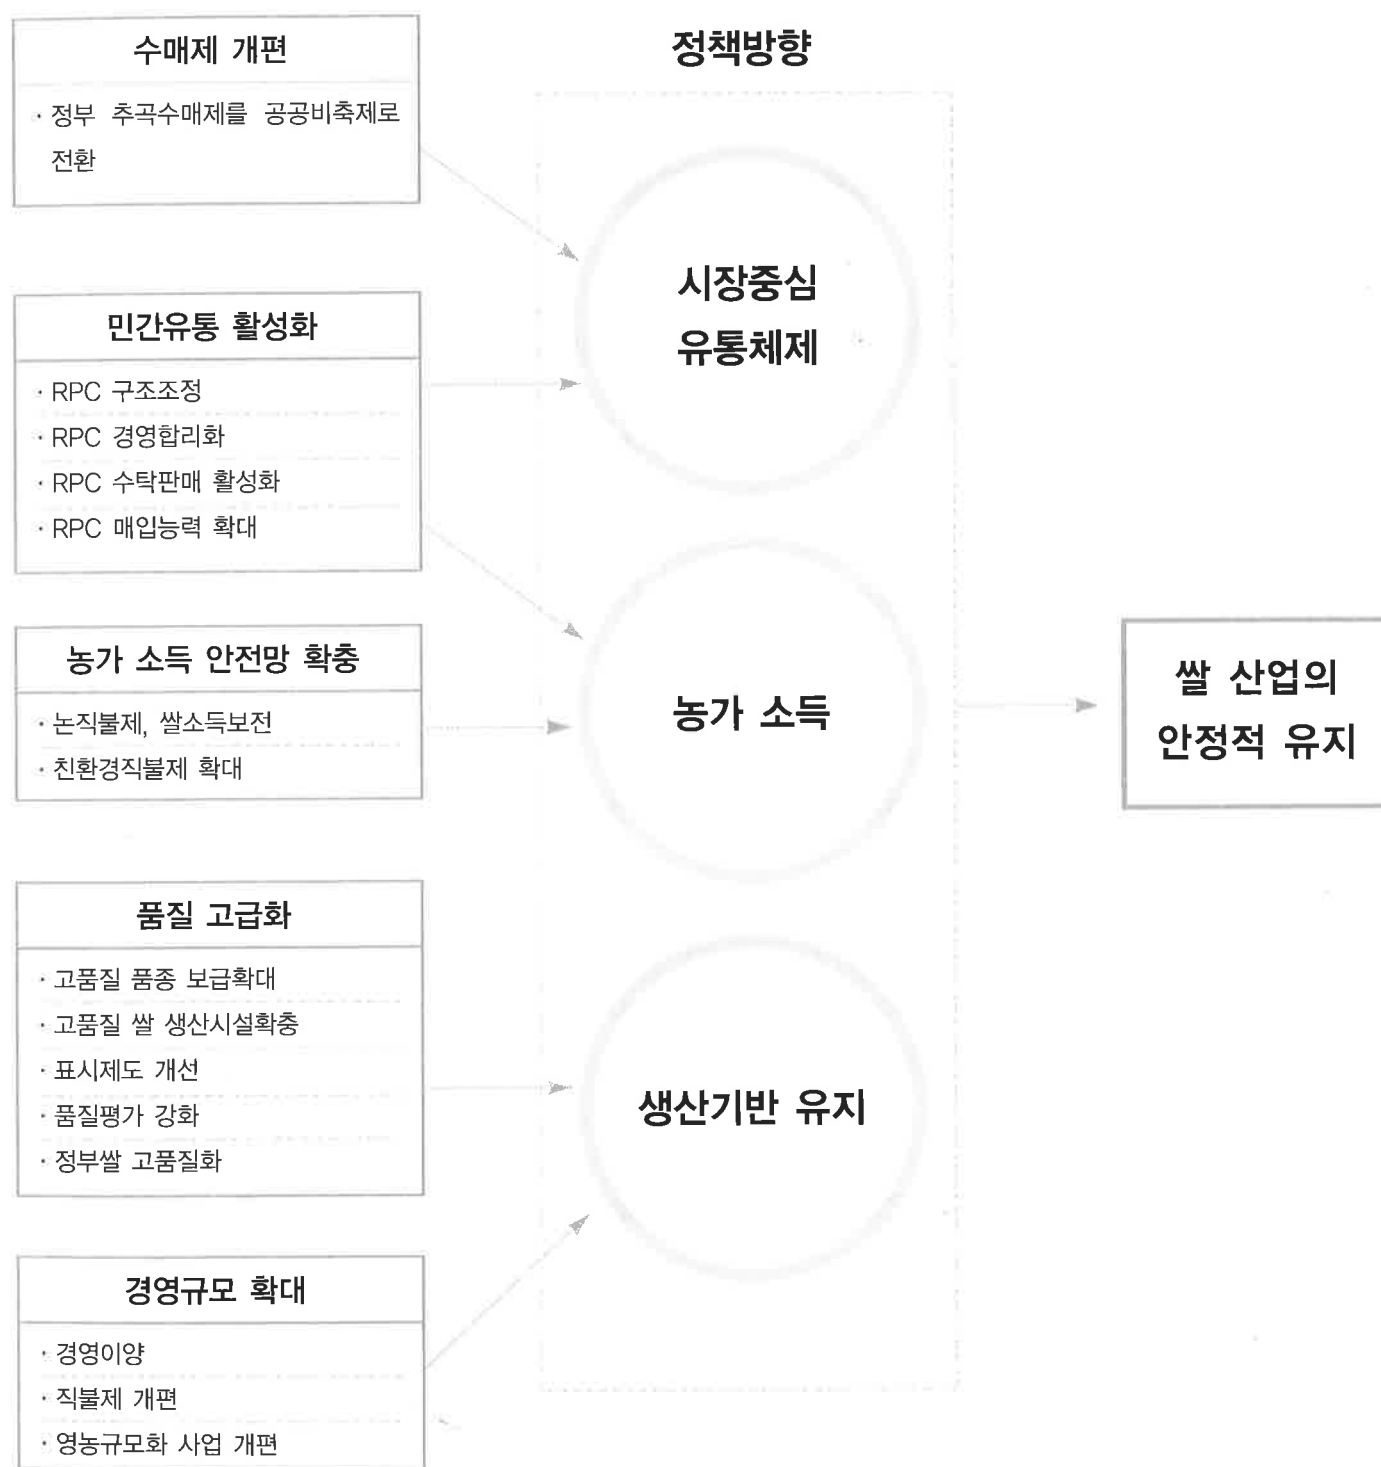 수매제 개편
· 정부 추곡수매제를 공공비축제로
전환
민간유통 활성화
· RPC 구조조정
· RPC 경영합리화
· RPC 수탁판매 활성화
· RPC 매입능력 확대
농가 소득 안전망 확충
· 논직불제, 쌀소득보전
· 친환경직불제 확대
품질 고급화
· 고품질 품종 보급확대
· 고품질 쌀 생산시설확충
· 표시제도 개선
· 품질평가 강화
· 정부쌀 고품질화
경영규모 확대
· 경영이양
· 직불제 개편
· 영농규모화 사업 개편
정책방향
시장중심
유통체제
농가 소득
생산기반 유지
쌀 산업의
안정적 유지